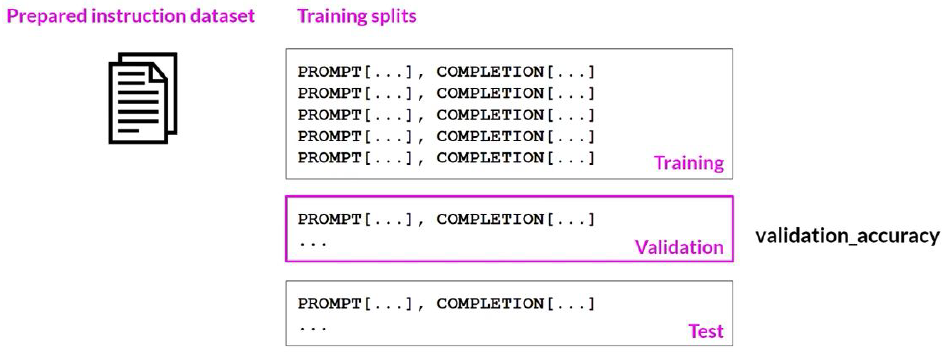 Prepared instruction dataset
Training splits
PROMPT[...], COMPLETION[...]
PROMPT[...], COMPLETION[...]
PROMPT[...], COMPLETION[...]
PROMPT[...], COMPLETION[...]
PROMPT[...], COMPLETION[...]
Training
PROMPT[...], COMPLETION[...]
...
Validation
validation_accuracy
PROMPT[...], COMPLETION[...]
...
Test